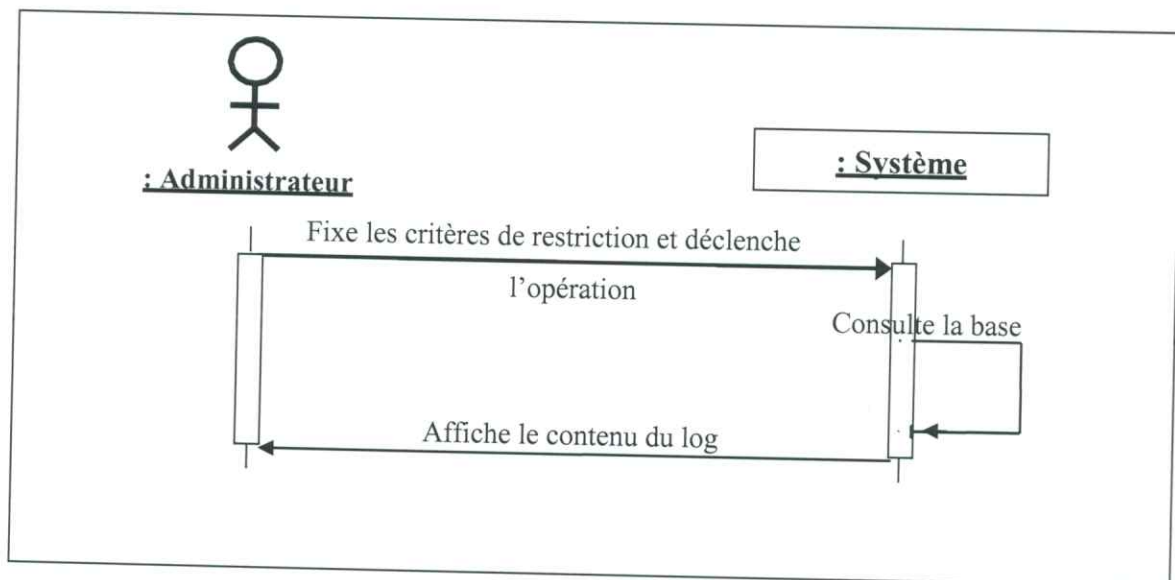 : Administrateur
: Système
Fixe les critères de restriction et déclenche
l'opération
Consulte la base
Affiche le contenu du log